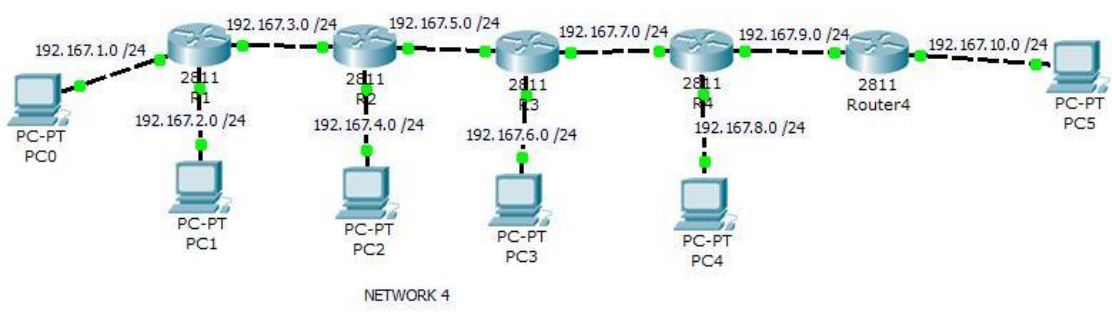 192.167.1.0 /24
192.167.3.0 /24
192.167.5.0 /24
192.167.7.0 /24
192.167.9.0 /24
192.167.10.0 /24
2811
R1
2811
R2
2811
R3
2811
R4
2811
Router4
PC-PT
PC0
192.167.2.0 /24
192.167.4.0 /24
192.167.6.0 /24
192.167.8.0 /24
PC-PT
PC5
PC-PT
PC1
PC-PT
PC2
PC-PT
PC3
PC-PT
PC4
NETWORK 4